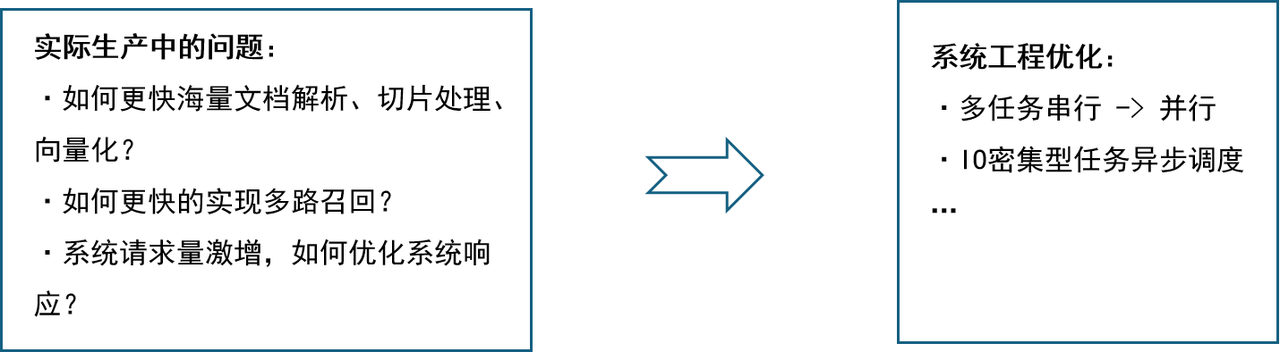 实际生产中的问题：
·如何更快海量文档解析、切片处理、
向量化？
·如何更快的实现多路召回？
·系统请求量激增，如何优化系统响
应？
系统工程优化：
·多任务串行 -> 并行
·IO密集型任务异步调度
...